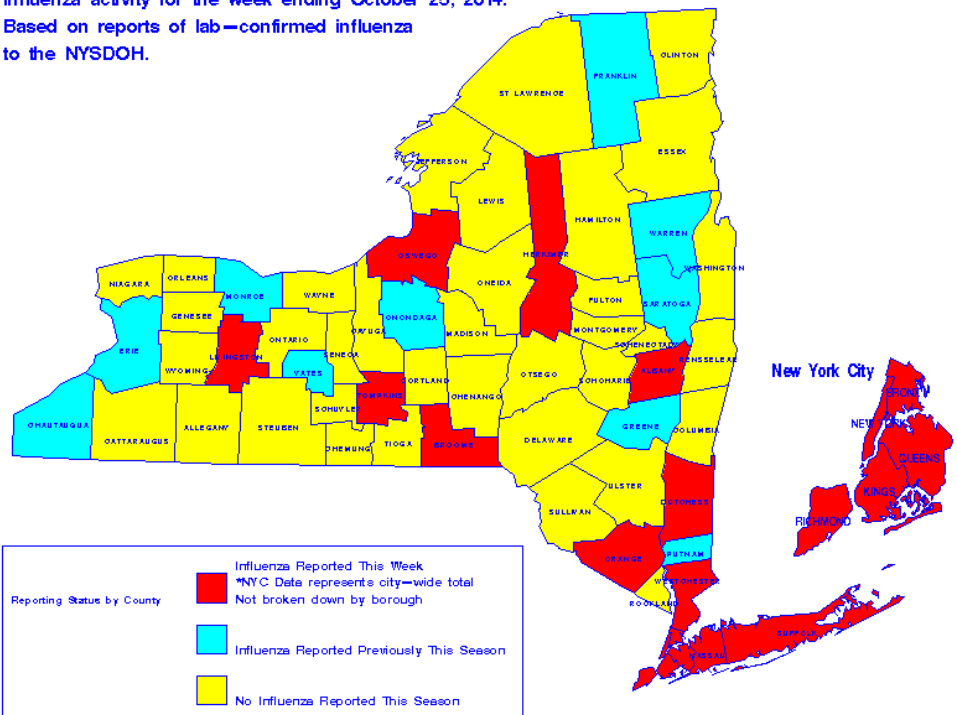 Influenza activity for the week ending October 25, 2014.
Based on reports of lab-confirmed influenza
to the NYSDOH.
CLINTON
FRANKLIN
ST LAWRENCE
ESSEX
JEFFERSON
LEWIS
HAMILTON
WARREN
HERKIMER
OSWEGO
WASHINGTON
NIAGARA
ORLEANS
MONROE
WAYNE
ONEIDA
FULTON
SARATOGA
GENESEE
ONONDAGA
CAYUGA
MADISON
MONTGOMERY
ONTARIO
SCHENECTADY
ERIE
LIVINGSTON
SENECA
RENSSELEAR
WYOMING
YATES
CORTLAND
OTSEGO
SCHOHARIE
ALBANY
New York City
TOMPKINS
CHENANGO
BRONX
SCHUYLER
CHAUTAUQUA
CATTARAUGUS
ALLEGANY
STEUBEN
GREENE
COLUMBIA
NEW YORK
CHEMUNG
TIOGA
BROOME
DELAWARE
QUEENS
ULSTER
KINGS
DUTCHESS
SULLIVAN
RICHMOND
PUTNAM
ORANGE
WESTCHESTER
ROCKLAND
SUFFOLK
NASSAU
Reporting Status by County
Influenza Reported This Week
*NYC Data represents city-wide total
Not broken down by borough
Influenza Reported Previously This Season
No Influenza Reported This Season